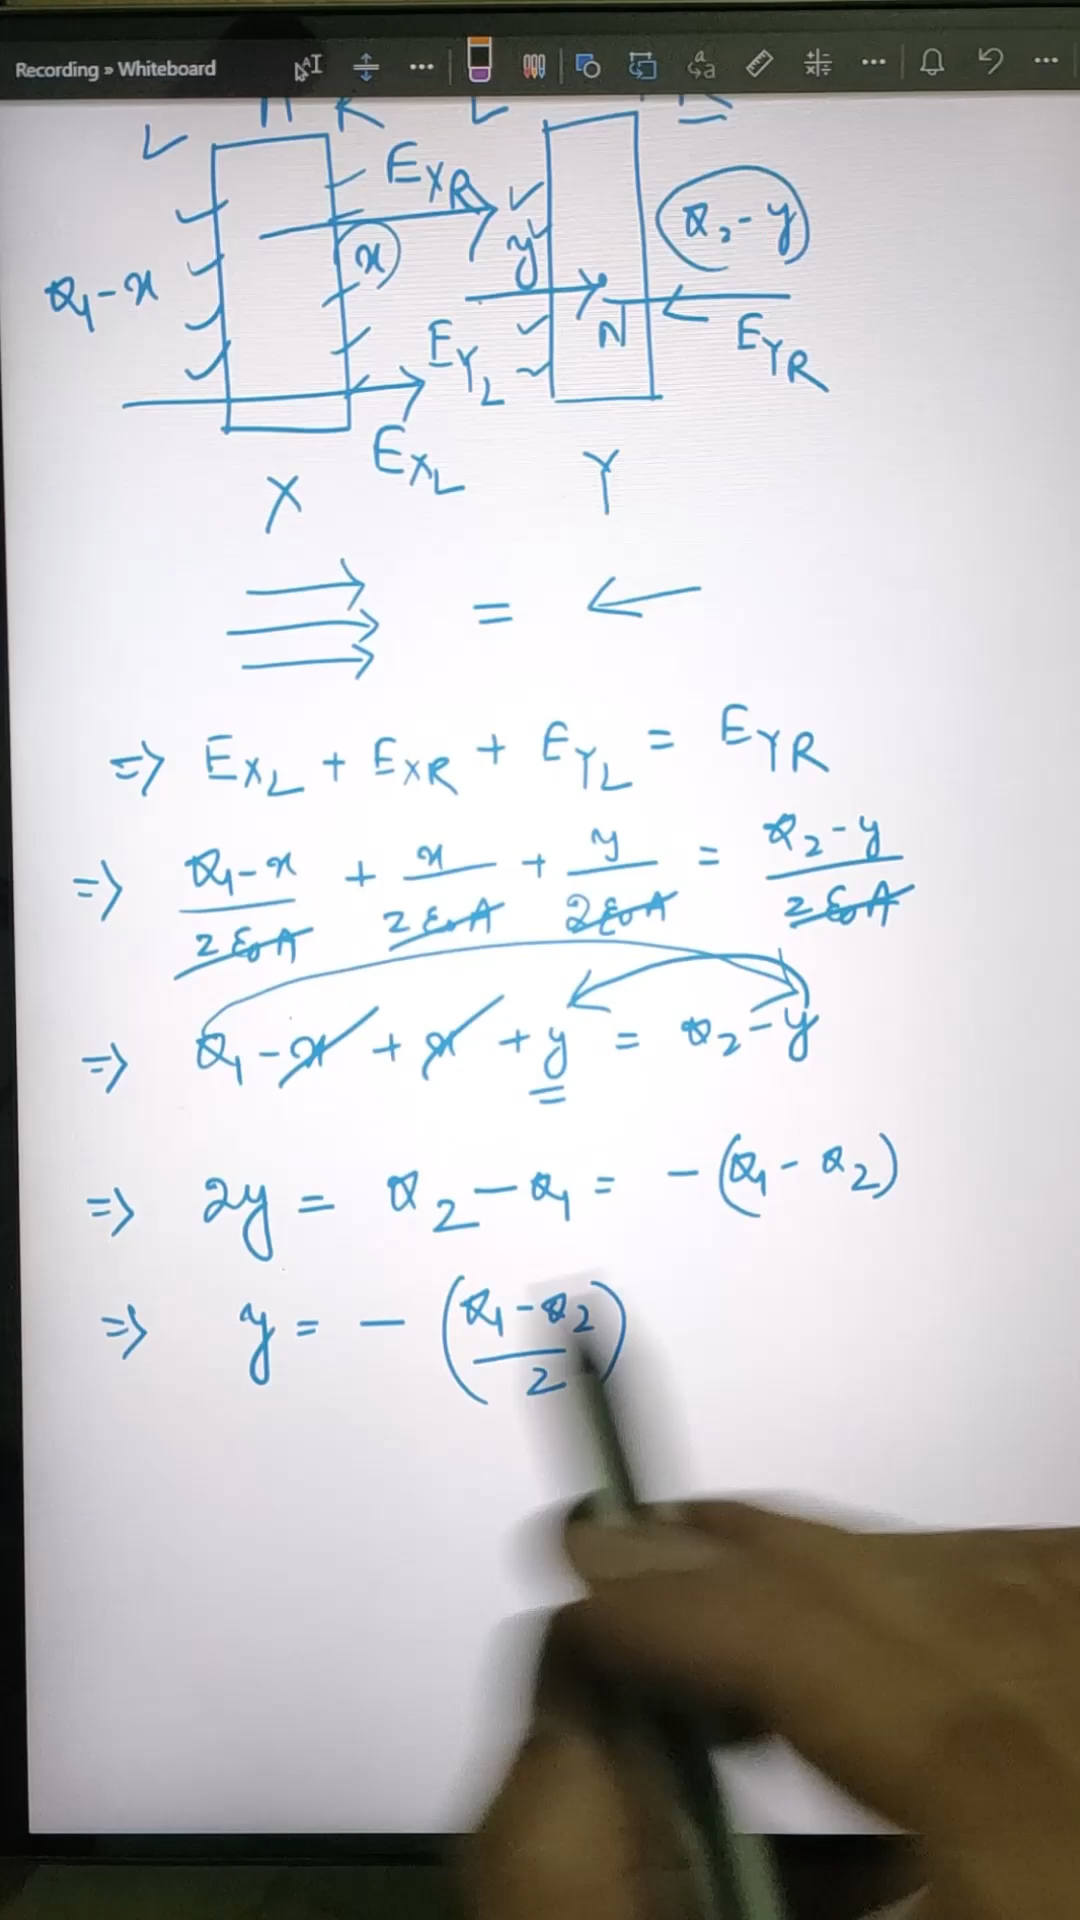 Recording » Whiteboard
L R L R
E_XR
Q₁-x x y Q₂-y
N
E_YL E_YR
E_XL
X Y
=
⇒ E_XL + E_XR + E_YL = E_YR
⇒ Q₁-x/2ε₀A + x/2ε₀A + y/2ε₀A = Q₂-y/2ε₀A
⇒ Q₁-x + x + y = Q₂-y
⇒ 2y = Q₂-Q₁ = -(Q₁-Q₂)
⇒ y = -(Q₁-Q₂/2)